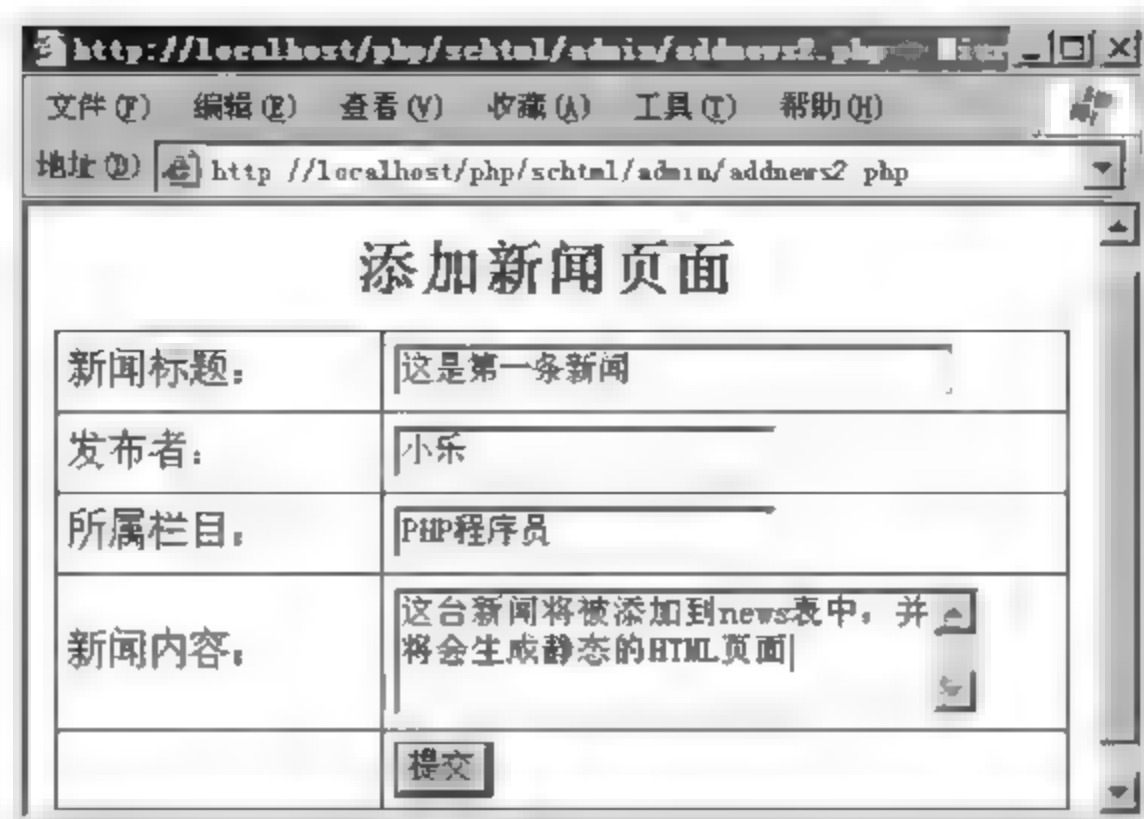 http://localhost/php/schtml/admin/addnews2.php
文件(F) 编辑(E) 查看(V) 收藏(A) 工具(T) 帮助(H)
地址(D) http //localhost/php/schtml/admin/addnews2 php
添加新闻页面
新闻标题: 这是第一条新闻
发布者: 小乐
所属栏目: PHP程序员
新闻内容: 这台新闻将被添加到news表中，并
将会生成静态的HTML页面
提交